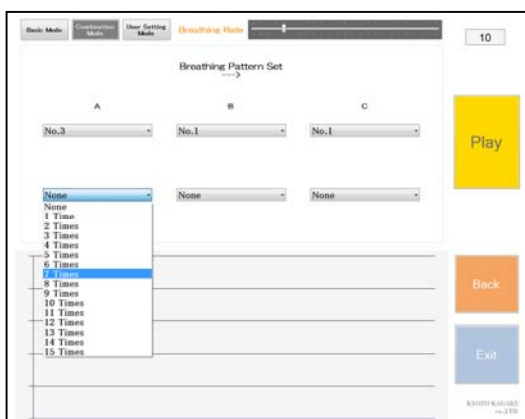 Basic Mode
Combination
Mode
User Setting
Mode
Breathing Rate
10
Breathing Pattern Set
--->
A
B
C
No.3
No.1
No.1
Play
None
None
None
None
1 Time
2 Times
3 Times
4 Times
5 Times
6 Times
7 Times
8 Times
9 Times
10 Times
11 Times
12 Times
13 Times
14 Times
15 Times
Back
Exit
KYOTO KAGAKU
co.,LTD